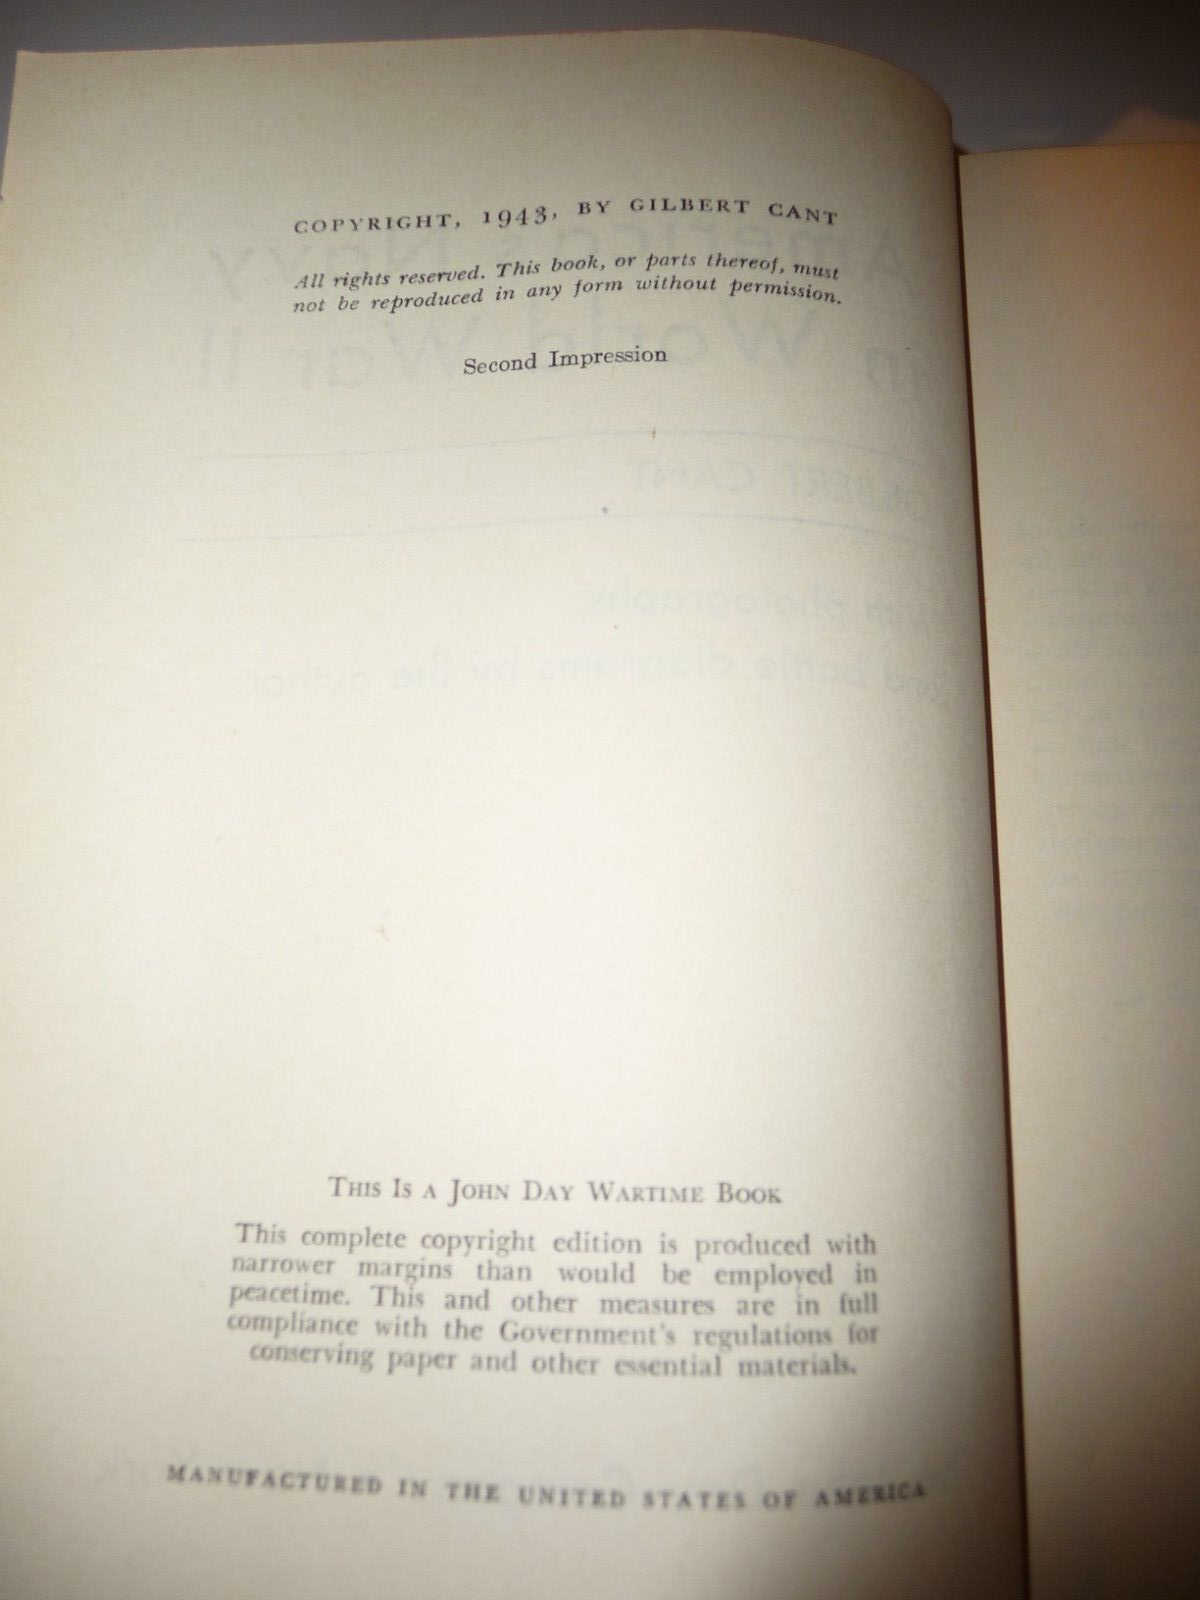 COPYRIGHT, 1943, BY GILBERT CANT
All rights reserved. This book, or parts thereof, must
not be reproduced in any form without permission.
Second Impression
THIS IS A JOHN DAY WARTIME BOOK
This complete copyright edition is produced with
narrower margins than would be employed in
peacetime. This and other measures are in full
compliance with the Government's regulations for
conserving paper and other essential materials.
MANUFACTURED IN THE UNITED STATES OF AMERICA